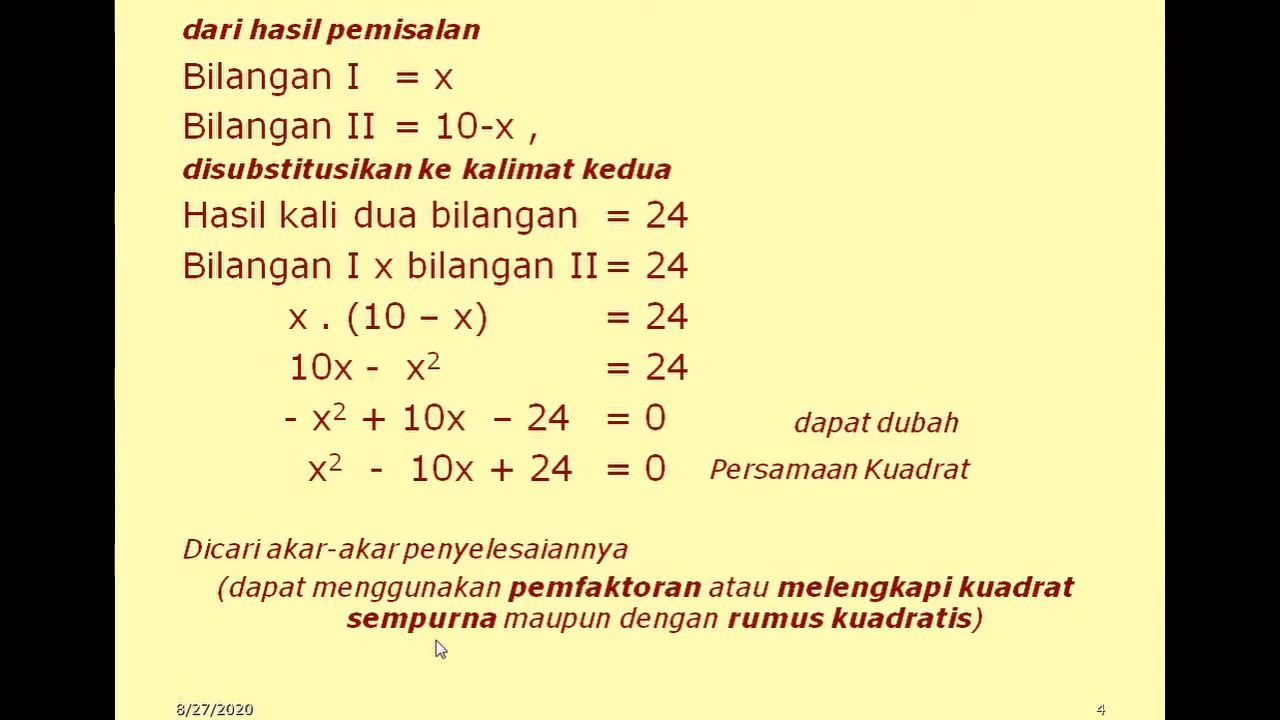 dari hasil pemisalan
Bilangan I = x
Bilangan II = 10-x ,
disubstitusikan ke kalimat kedua
Hasil kali dua bilangan = 24
Bilangan I x bilangan II = 24
x . (10 – x) = 24
10x - x² = 24
- x² + 10x – 24 = 0 dapat dubah
x² - 10x + 24 = 0 Persamaan Kuadrat
Dicari akar-akar penyelesaiannya
(dapat menggunakan pemfaktoran atau melengkapi kuadrat
sempurna maupun dengan rumus kuadratis)
8/27/2020 4